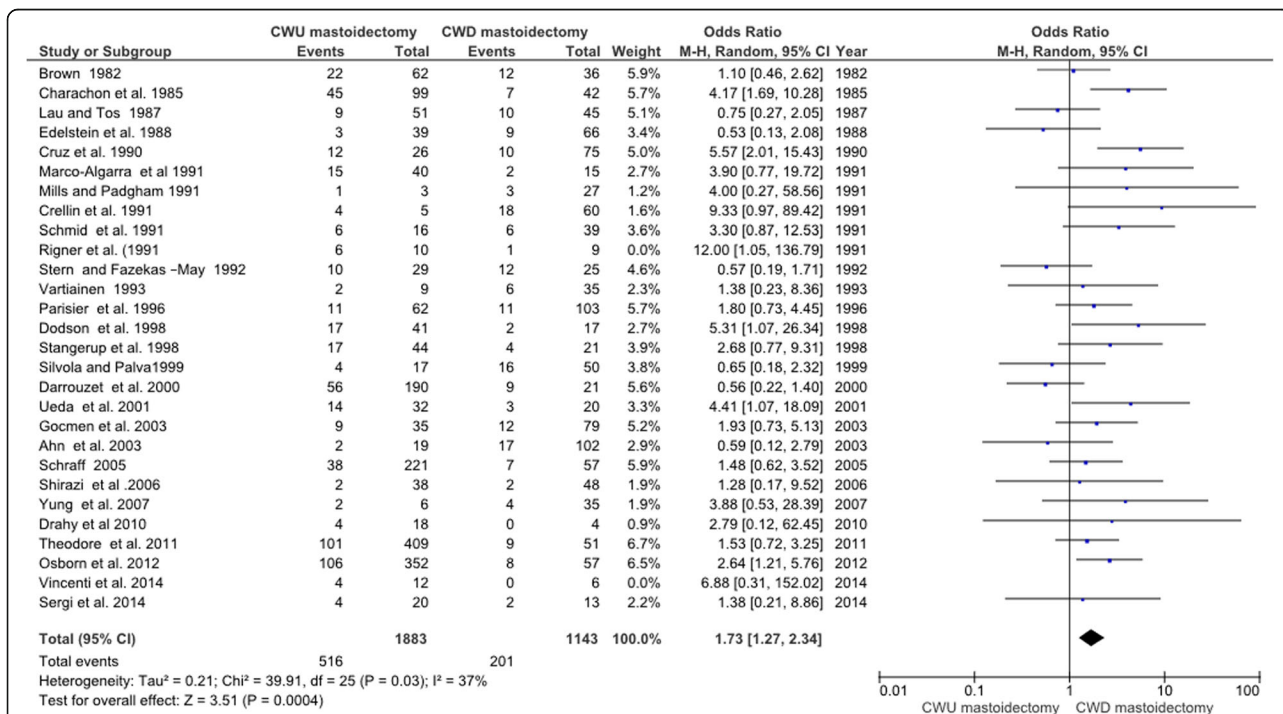 CWU mastoidectomy CWD mastoidectomy Odds Ratio Odds Ratio
Study or Subgroup Events Total Events Total Weight M-H, Random, 95% CI Year M-H, Random, 95% CI
Brown 1982 22 62 12 36 5.9% 1.10 [0.46, 2.62] 1982
Charachon et al. 1985 45 99 7 42 5.7% 4.17 [1.69, 10.28] 1985
Lau and Tos 1987 9 51 10 45 5.1% 0.75 [0.27, 2.05] 1987
Edelstein et al. 1988 3 39 9 66 3.4% 0.53 [0.13, 2.08] 1988
Cruz et al. 1990 12 26 10 75 5.0% 5.57 [2.01, 15.43] 1990
Marco-Algarra et al 1991 15 40 2 15 2.7% 3.90 [0.77, 19.72] 1991
Mills and Padgham 1991 1 3 3 27 1.2% 4.00 [0.27, 58.56] 1991
Crellin et al. 1991 4 5 18 60 1.6% 9.33 [0.97, 89.42] 1991
Schmid et al. 1991 6 16 6 39 3.6% 3.30 [0.87, 12.53] 1991
Rigner et al. (1991 6 10 1 9 0.0% 12.00 [1.05, 136.79] 1991
Stern and Fazekas –May 1992 10 29 12 25 4.6% 0.57 [0.19, 1.71] 1992
Vartiainen 1993 2 9 6 35 2.3% 1.38 [0.23, 8.36] 1993
Parisier et al. 1996 11 62 11 103 5.7% 1.80 [0.73, 4.45] 1996
Dodson et al. 1998 17 41 2 17 2.7% 5.31 [1.07, 26.34] 1998
Stangerup et al. 1998 17 44 4 21 3.9% 2.68 [0.77, 9.31] 1998
Silvola and Palva1999 4 17 16 50 3.8% 0.65 [0.18, 2.32] 1999
Darrouzet et al. 2000 56 190 9 21 5.6% 0.56 [0.22, 1.40] 2000
Ueda et al. 2001 14 32 3 20 3.3% 4.41 [1.07, 18.09] 2001
Gocmen et al. 2003 9 35 12 79 5.2% 1.93 [0.73, 5.13] 2003
Ahn et al. 2003 2 19 17 102 2.9% 0.59 [0.12, 2.79] 2003
Schraff 2005 38 221 7 57 5.9% 1.48 [0.62, 3.52] 2005
Shirazi et al .2006 2 38 2 48 1.9% 1.28 [0.17, 9.52] 2006
Yung et al. 2007 2 6 4 35 1.9% 3.88 [0.53, 28.39] 2007
Drahy et al 2010 4 18 0 4 0.9% 2.79 [0.12, 62.45] 2010
Theodore et al. 2011 101 409 9 51 6.7% 1.53 [0.72, 3.25] 2011
Osborn et al. 2012 106 352 8 57 6.5% 2.64 [1.21, 5.76] 2012
Vincenti et al. 2014 4 12 0 6 0.0% 6.88 [0.31, 152.02] 2014
Sergi et al. 2014 4 20 2 13 2.2% 1.38 [0.21, 8.86] 2014
Total (95% CI) 1883 1143 100.0% 1.73 [1.27, 2.34]
Total events 516 201
Heterogeneity: Tau² = 0.21; Chi² = 39.91, df = 25 (P = 0.03); I² = 37%
Test for overall effect: Z = 3.51 (P = 0.0004)
0.01 0.1 1 10 100
CWU mastoidectomy CWD mastoidectomy